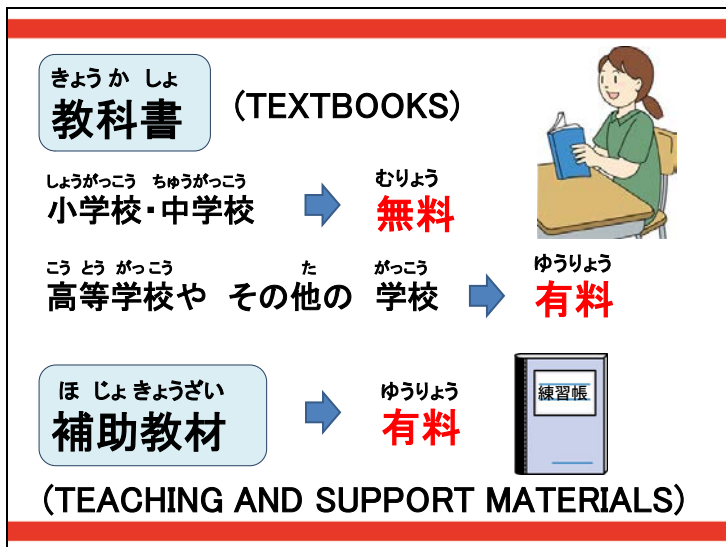 きょうかしょ
教科書 (TEXTBOOKS)
しょうがっこう ちゅうがっこう むりょう
小学校・中学校 無料
こうとうがっこう た がっこう ゆうりょう
高等学校や その他の 学校 有料
ほじょきょうざい ゆうりょう
補助教材 有料
練習帳
(TEACHING AND SUPPORT MATERIALS)